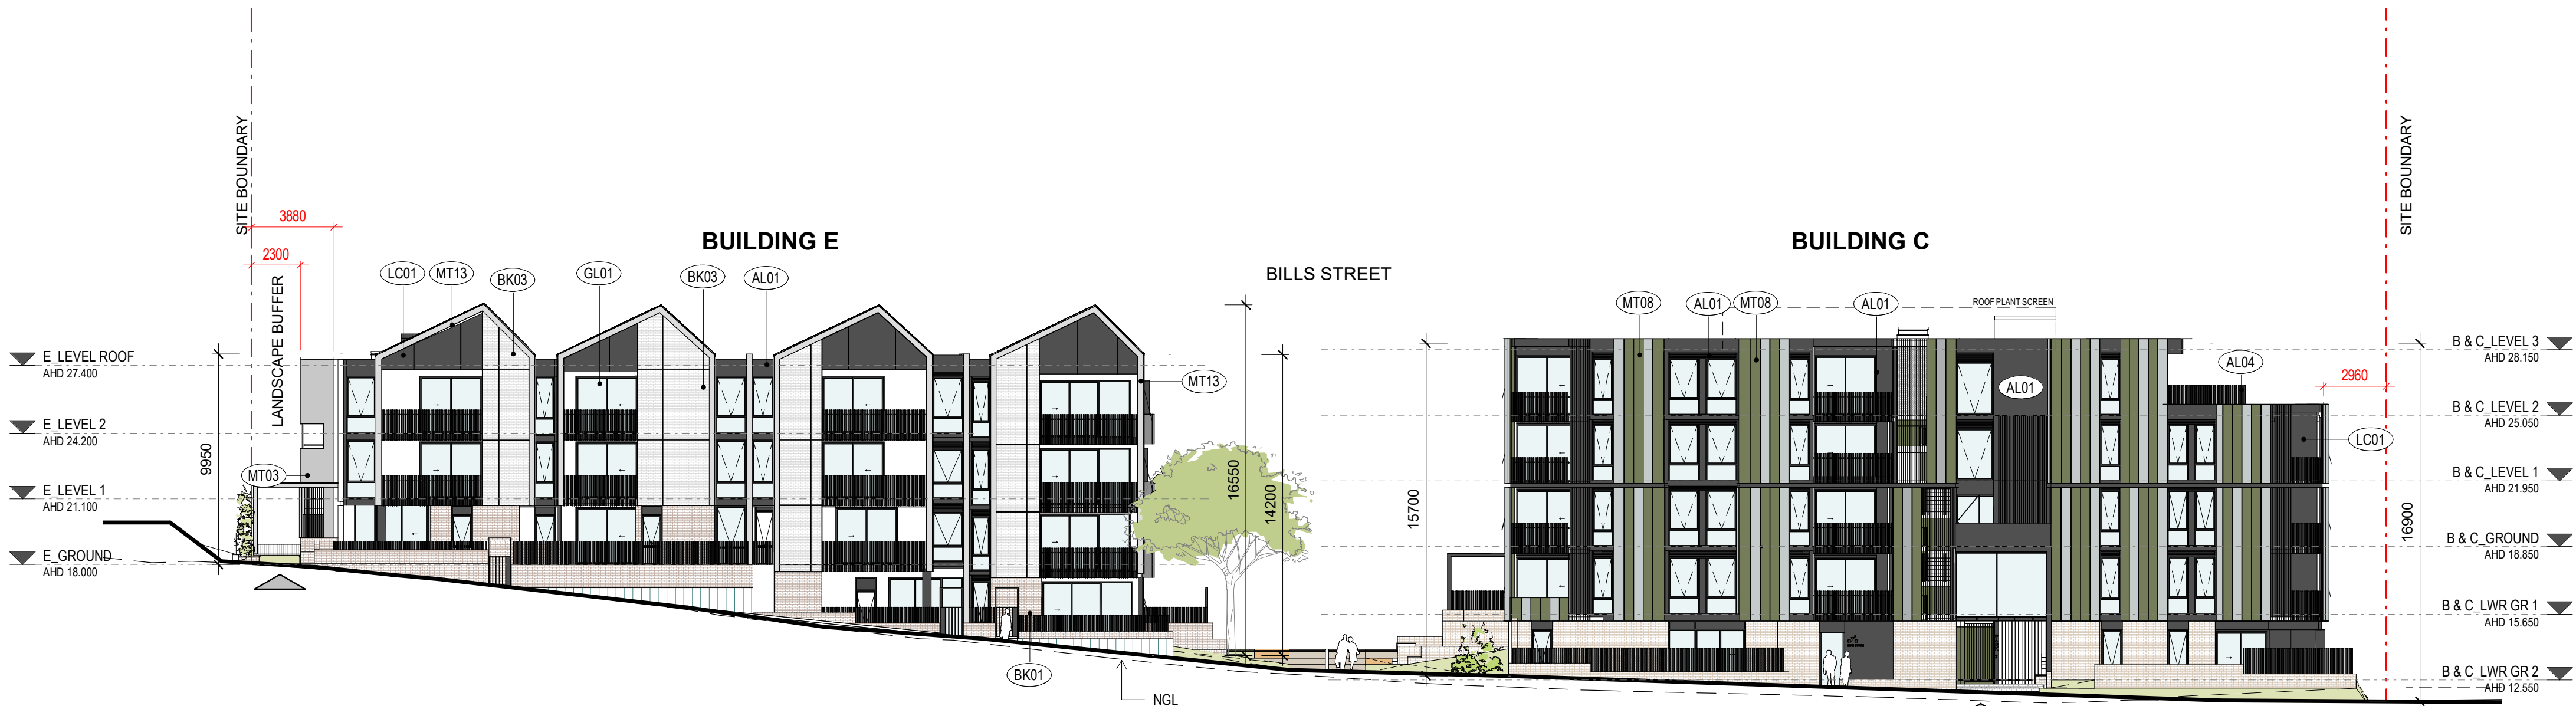 SITE BOUNDARY
3880
2300
LANDSCAPE BUFFER
BUILDING E
LC01
MT13
BK03
GL01
BK03
AL01
E_LEVEL ROOF
AHD 27.400
E_LEVEL 2
AHD 24.200
E_LEVEL 1
AHD 21.100
E_GROUND
AHD 18.000
9950
MT03
MT13
BK01
NGL
BILLS STREET
16550
14200
15700
BUILDING C
MT08
AL01
MT08
AL01
ROOF PLANT SCREEN
AL01
AL04
2960
LC01
SITE BOUNDARY
16900
B & C_LEVEL 3
AHD 28.150
B & C_LEVEL 2
AHD 25.050
B & C_LEVEL 1
AHD 21.950
B & C_GROUND
AHD 18.850
B & C_LWR GR 1
AHD 15.650
B & C_LWR GR 2
AHD 12.550